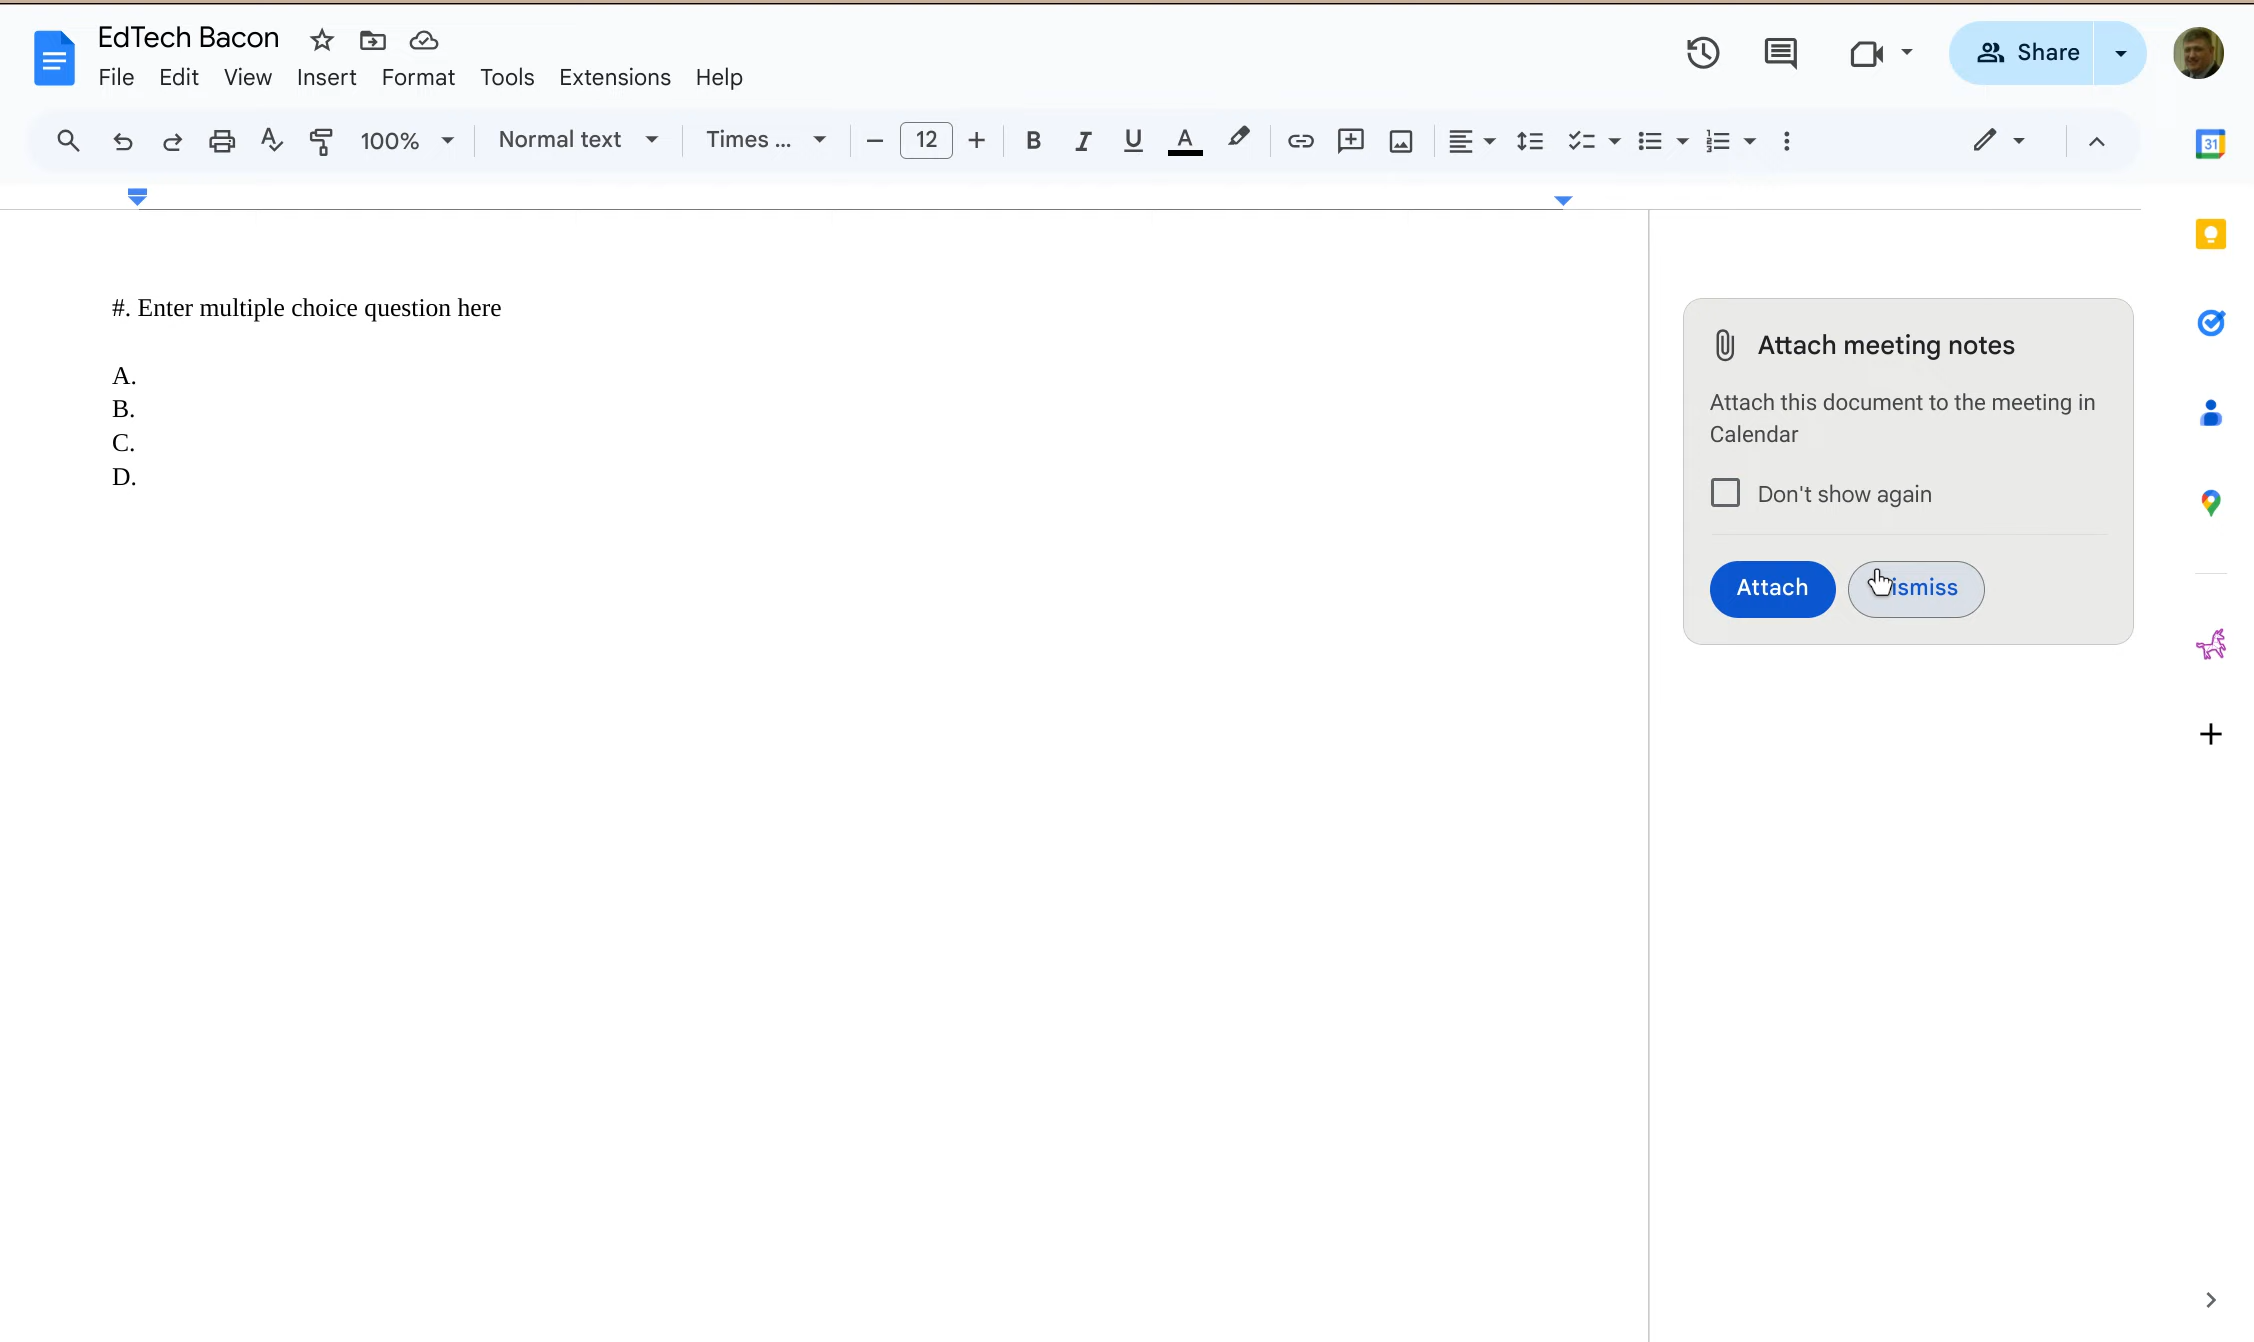 EdTech Bacon
File Edit View Insert Format Tools Extensions Help
Share
100% Normal text Times ... 12 B I U A
31
#. Enter multiple choice question here
A.
B.
C.
D.
Attach meeting notes
Attach this document to the meeting in
Calendar
Don't show again
Attach